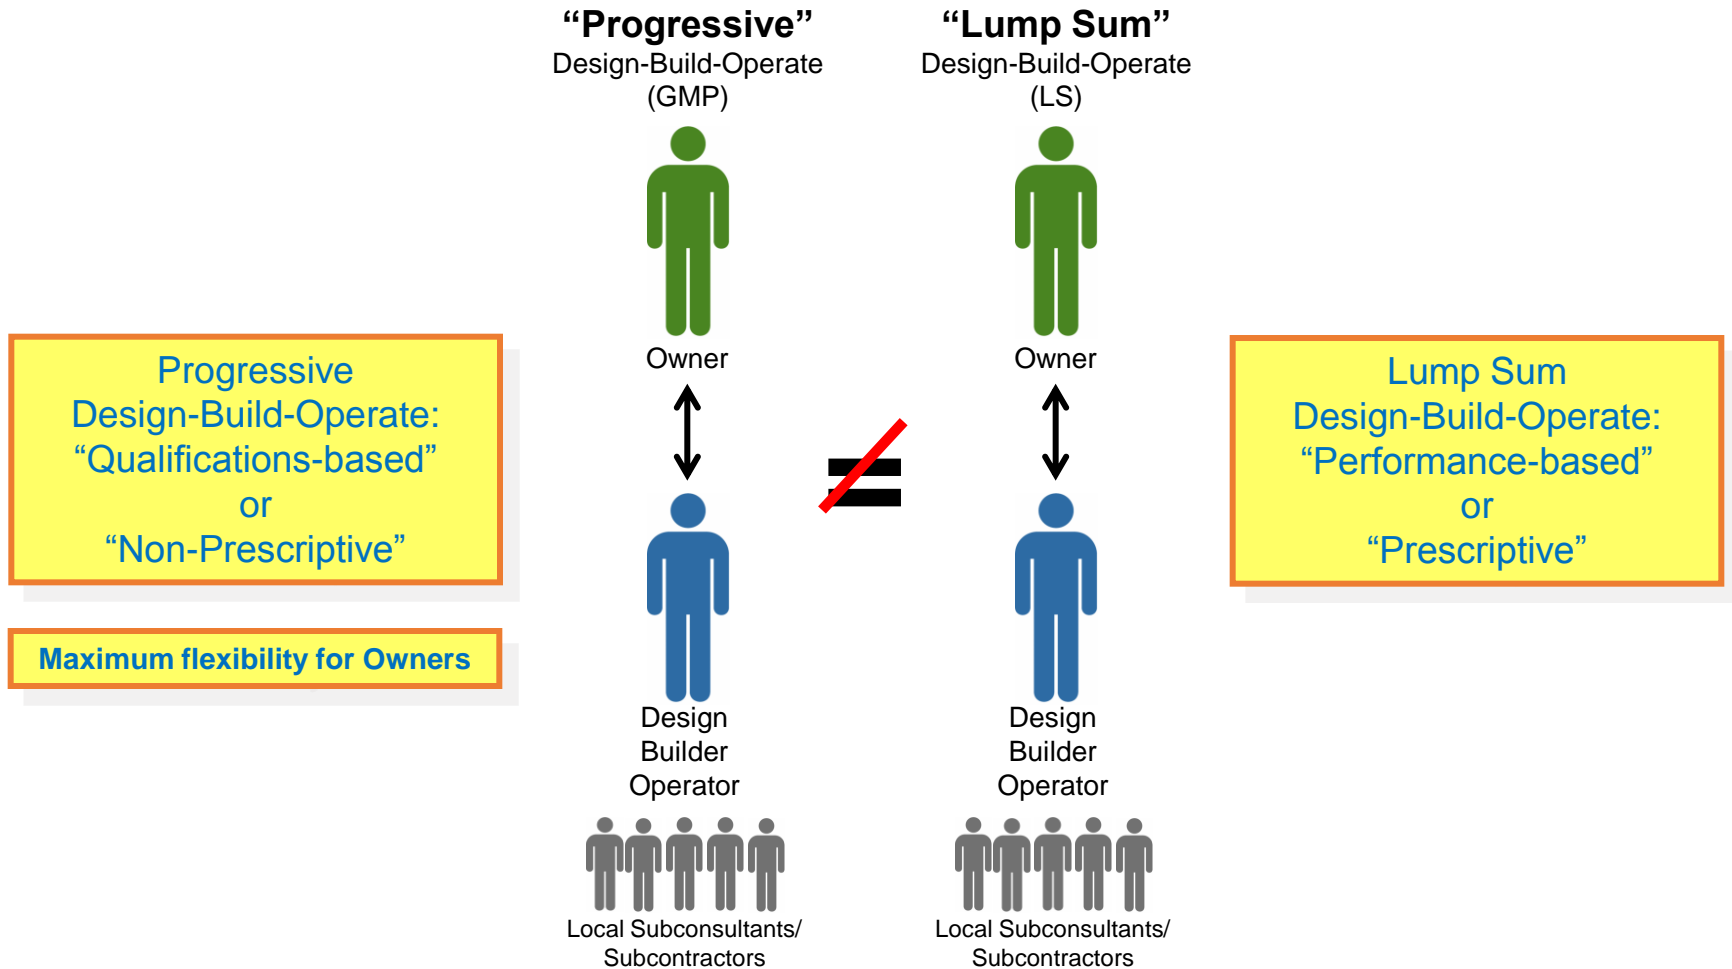 “Progressive”
Design-Build-Operate
(GMP)
Owner
Design
Builder
Operator
Local Subconsultants/
Subcontractors
“Lump Sum”
Design-Build-Operate
(LS)
Owner
Design
Builder
Operator
Local Subconsultants/
Subcontractors
Progressive
Design-Build-Operate:
“Qualifications-based”
or
“Non-Prescriptive”
Maximum flexibility for Owners
=
Lump Sum
Design-Build-Operate:
“Performance-based”
or
“Prescriptive”